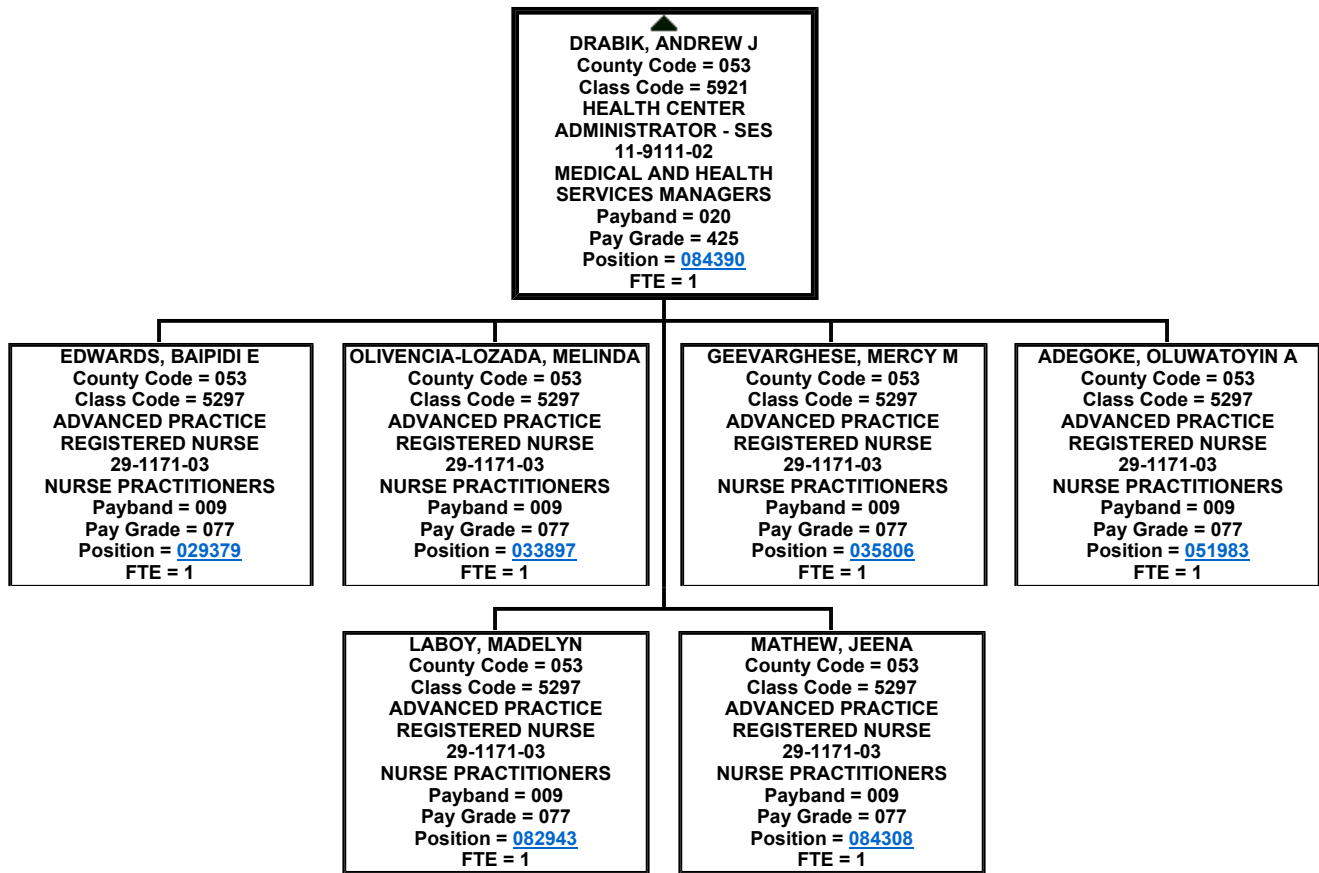 DRABIK, ANDREW J
County Code = 053
Class Code = 5921
HEALTH CENTER
ADMINISTRATOR - SES
11-9111-02
MEDICAL AND HEALTH
SERVICES MANAGERS
Payband = 020
Pay Grade = 425
Position = 084390
FTE = 1
EDWARDS, BAIPIDI E
County Code = 053
Class Code = 5297
ADVANCED PRACTICE
REGISTERED NURSE
29-1171-03
NURSE PRACTITIONERS
Payband = 009
Pay Grade = 077
Position = 029379
FTE = 1
OLIVENCIA-LOZADA, MELINDA
County Code = 053
Class Code = 5297
ADVANCED PRACTICE
REGISTERED NURSE
29-1171-03
NURSE PRACTITIONERS
Payband = 009
Pay Grade = 077
Position = 033897
FTE = 1
GEEVARGHESE, MERCY M
County Code = 053
Class Code = 5297
ADVANCED PRACTICE
REGISTERED NURSE
29-1171-03
NURSE PRACTITIONERS
Payband = 009
Pay Grade = 077
Position = 035806
FTE = 1
ADEGOKE, OLUWATOYIN A
County Code = 053
Class Code = 5297
ADVANCED PRACTICE
REGISTERED NURSE
29-1171-03
NURSE PRACTITIONERS
Payband = 009
Pay Grade = 077
Position = 051983
FTE = 1
LABOY, MADELYN
County Code = 053
Class Code = 5297
ADVANCED PRACTICE
REGISTERED NURSE
29-1171-03
NURSE PRACTITIONERS
Payband = 009
Pay Grade = 077
Position = 082943
FTE = 1
MATHEW, JEENA
County Code = 053
Class Code = 5297
ADVANCED PRACTICE
REGISTERED NURSE
29-1171-03
NURSE PRACTITIONERS
Payband = 009
Pay Grade = 077
Position = 084308
FTE = 1